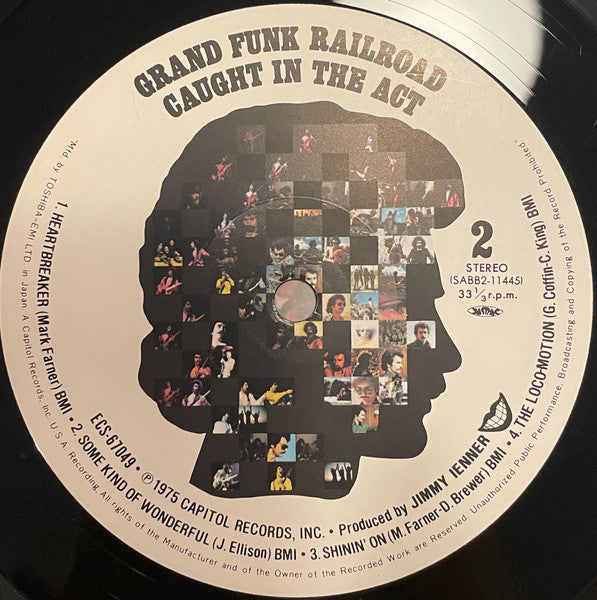 GRAND FUNK RAILROAD
CAUGHT IN THE ACT
2
STEREO
(SABB2-11445)
33 1/3 r.p.m.
1. HEARTBREAKER (Mark Farner) BMI • 2. SOME KIND OF WONDERFUL (J. Ellison) BMI • 3. SHININ' ON (M. Farner-D. Brewer) BMI • 4. THE LOCO-MOTION (G. Coffin-C. King) BMI
ECS-67049 • ℗ 1975 CAPITOL RECORDS, INC. • Produced by JIMMY IENNER
"Mfd by TOSHIBA-EMI LTD. in Japan A Capitol Records, Inc. U.S.A. Recording. All rights of the Manufacturer and of the Owner of the Recorded Work are Reserved. Unauthorized Public Performance, Broadcasting and Copying of the Record Prohibited."